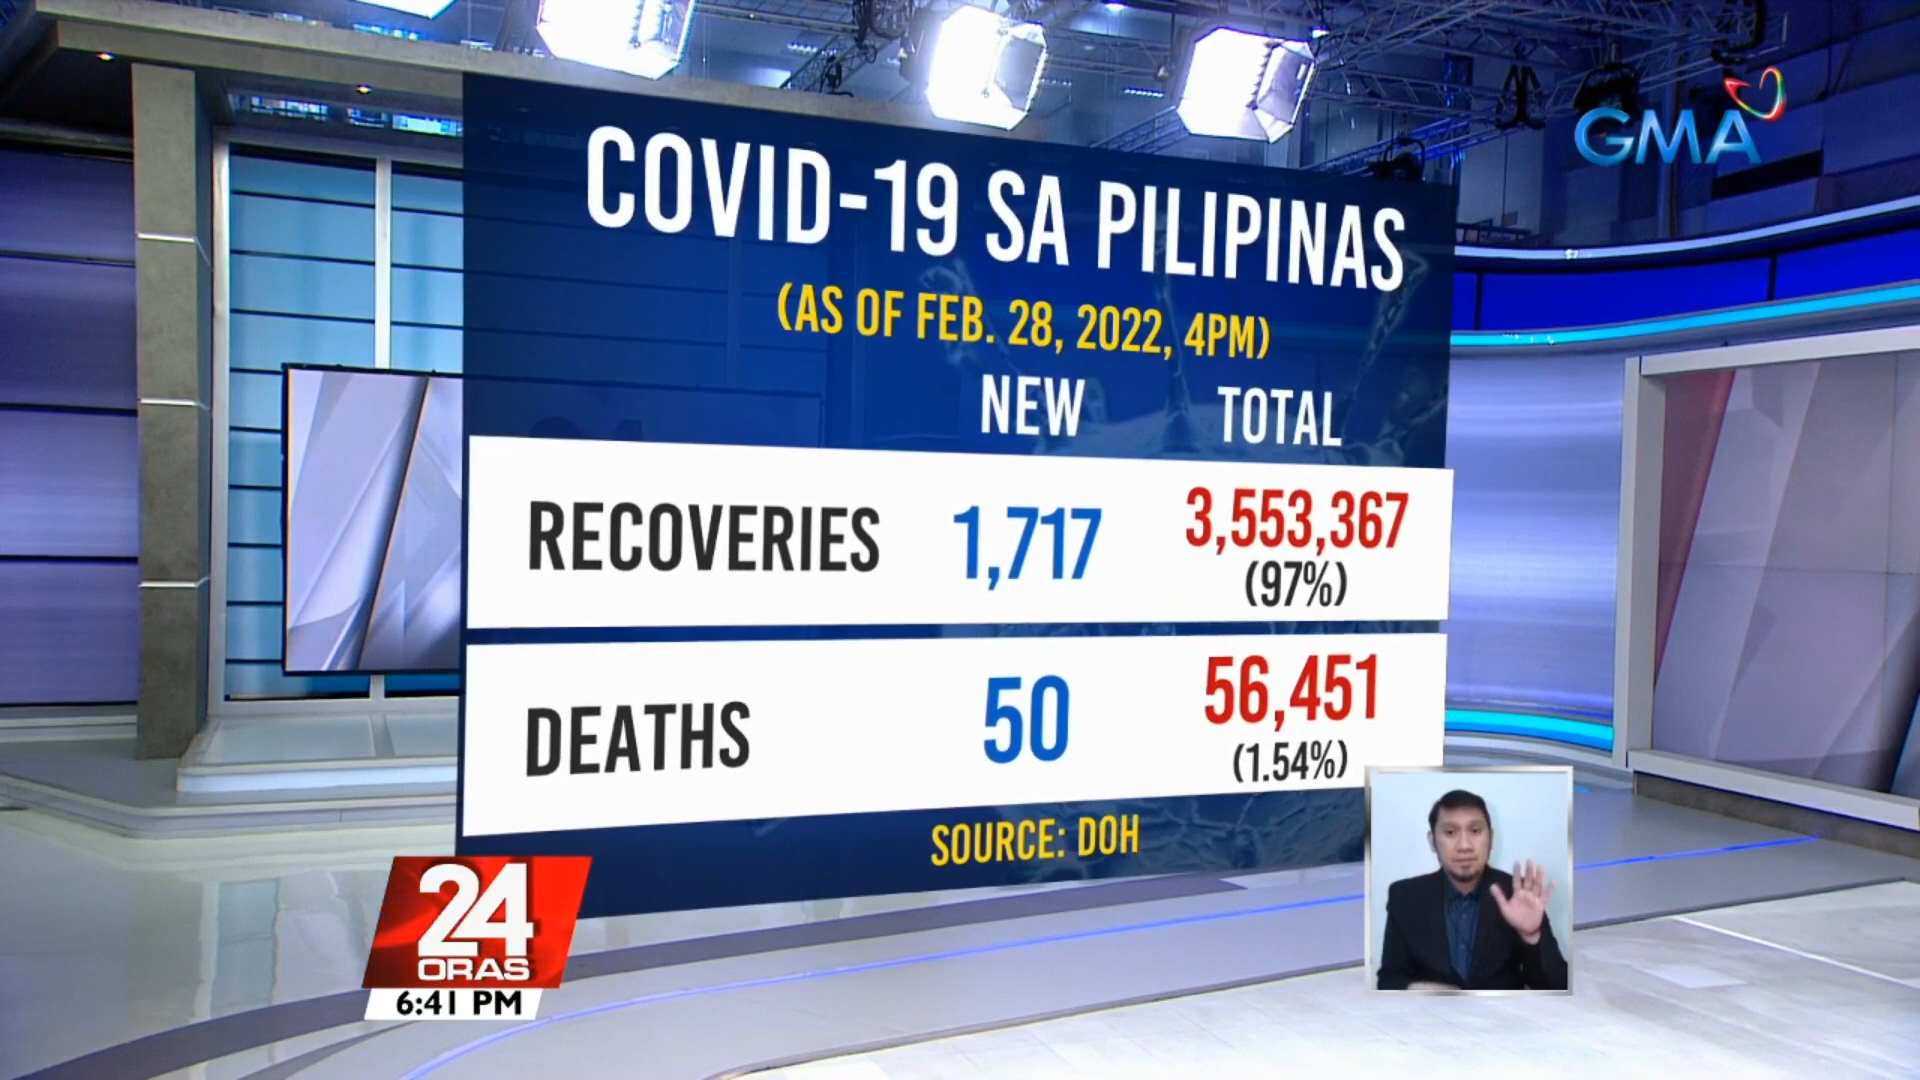 GMA
COVID-19 SA PILIPINAS
(AS OF FEB. 28, 2022, 4PM)
NEW TOTAL
RECOVERIES 1,717 3,553,367
(97%)
DEATHS 50 56,451
(1.54%)
SOURCE: DOH
24
ORAS
6:41 PM